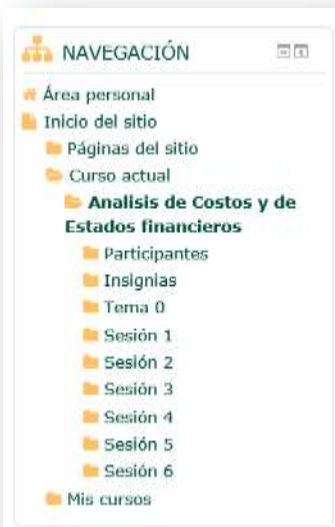 NAVEGACIÓN
Área personal
Inicio del sitio
Páginas del sitio
Curso actual
Analisis de Costos y de
Estados financieros
Participantes
Insignias
Tema 0
Sesión 1
Sesión 2
Sesión 3
Sesión 4
Sesión 5
Sesión 6
Mis cursos